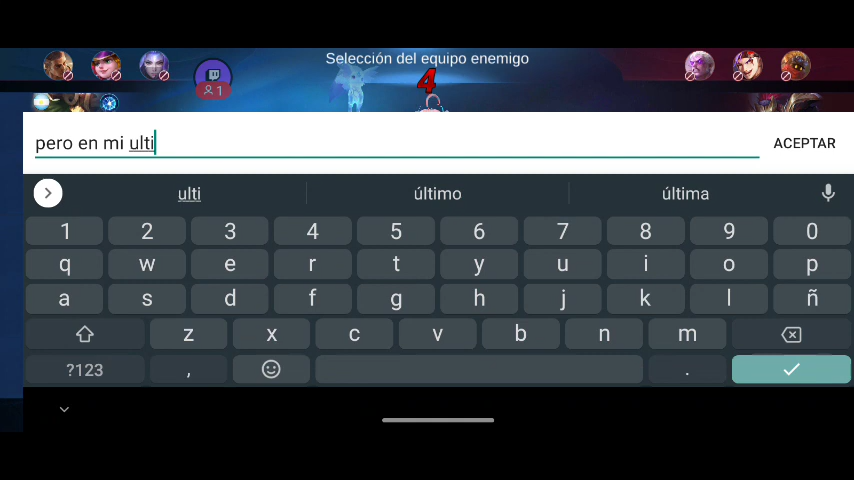 Selección del equipo enemigo
1
4
pero en mi ulti
ACEPTAR
ulti último última
1 2 3 4 5 6 7 8 9 0
q w e r t y u i o p
a s d f g h j k l ñ
z x c v b n m
?123 , .